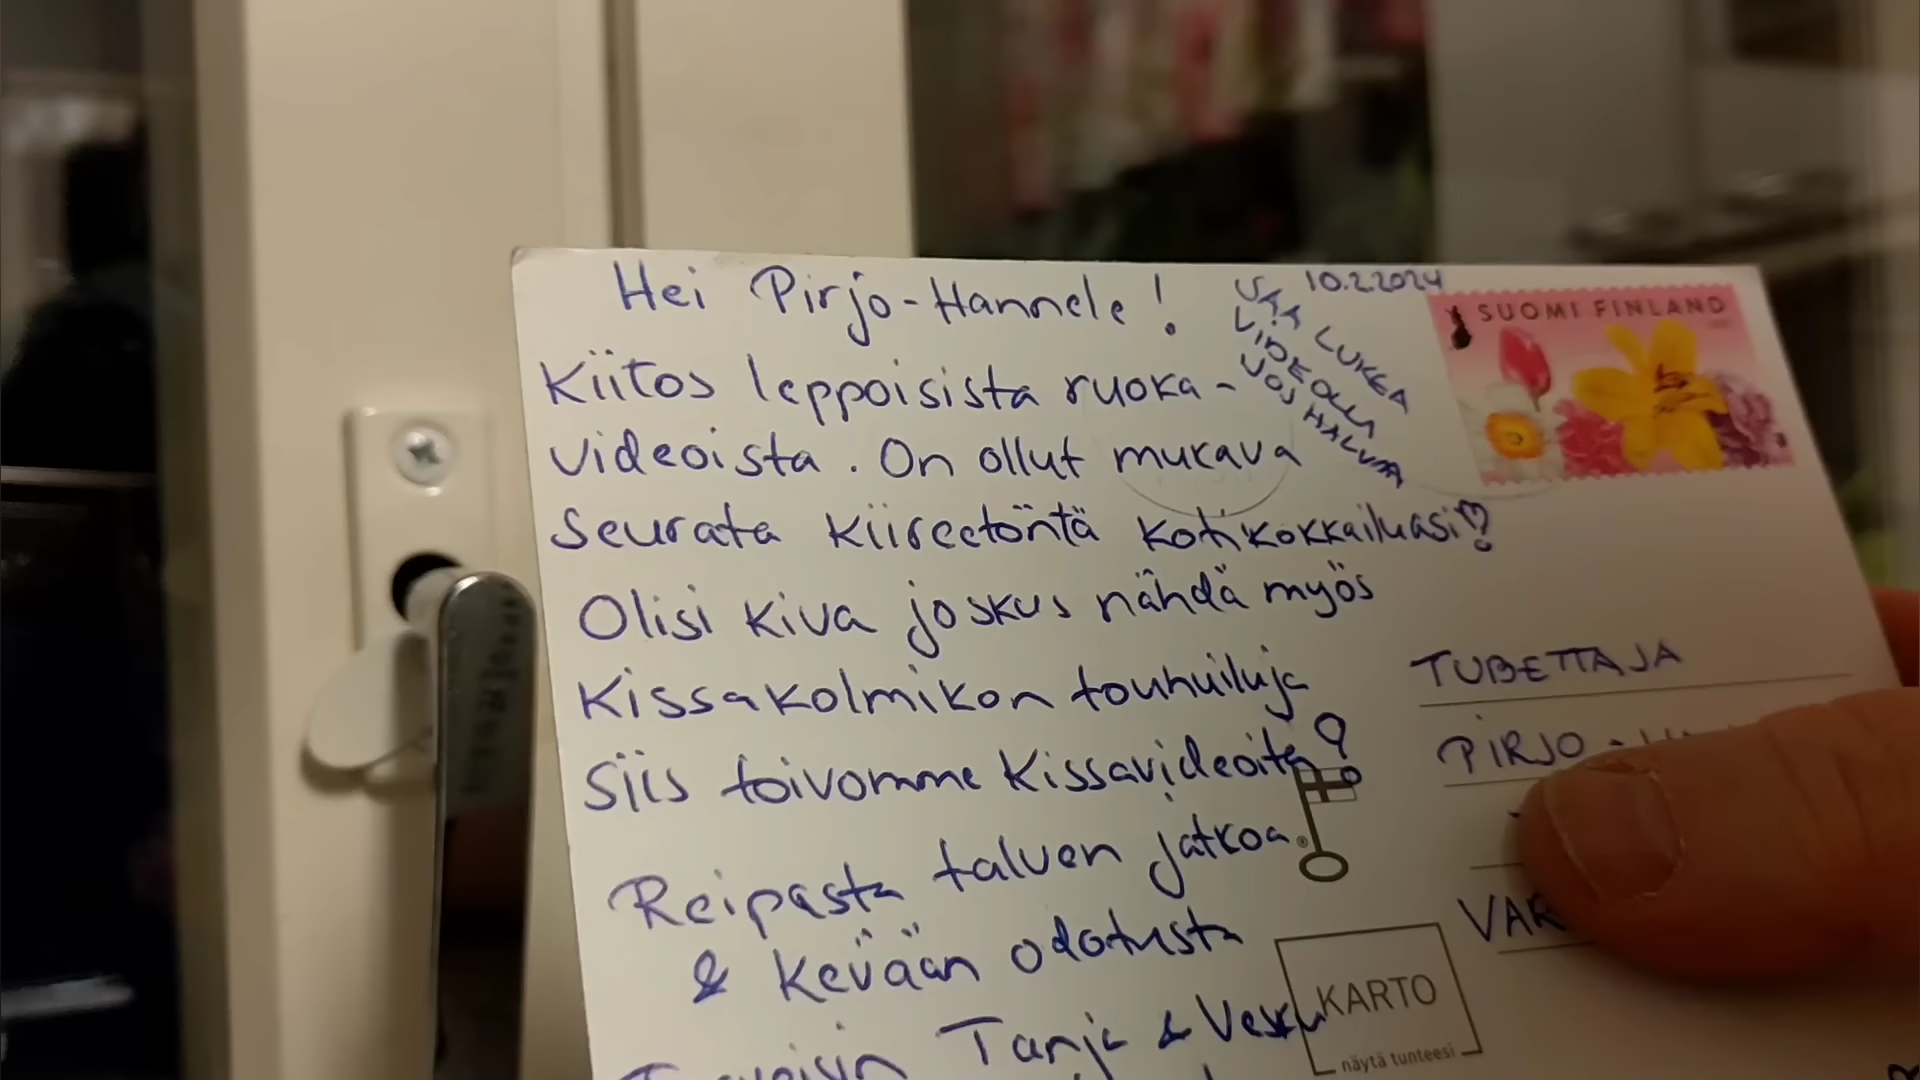 Hei Pirjo-Hannele!
10.2.2024
SAA LUKEA
VIDEOLLA
JOS HALUAA
SUOMI FINLAND
Kiitos leppoisista ruoka-
videoista. On ollut mukava
seurata kiireetöntä kotikokkailuasi♡
Olisi kiva joskus nähdä myös
Kissakolmikon touhuiluja
Siis toivomme Kissavideoita?
Reipasta talven jatkoa
& kevään odotusta
Tanja & Vesku
TUBETTAJA
PIRJO -
KARTO
näytä tunteesi